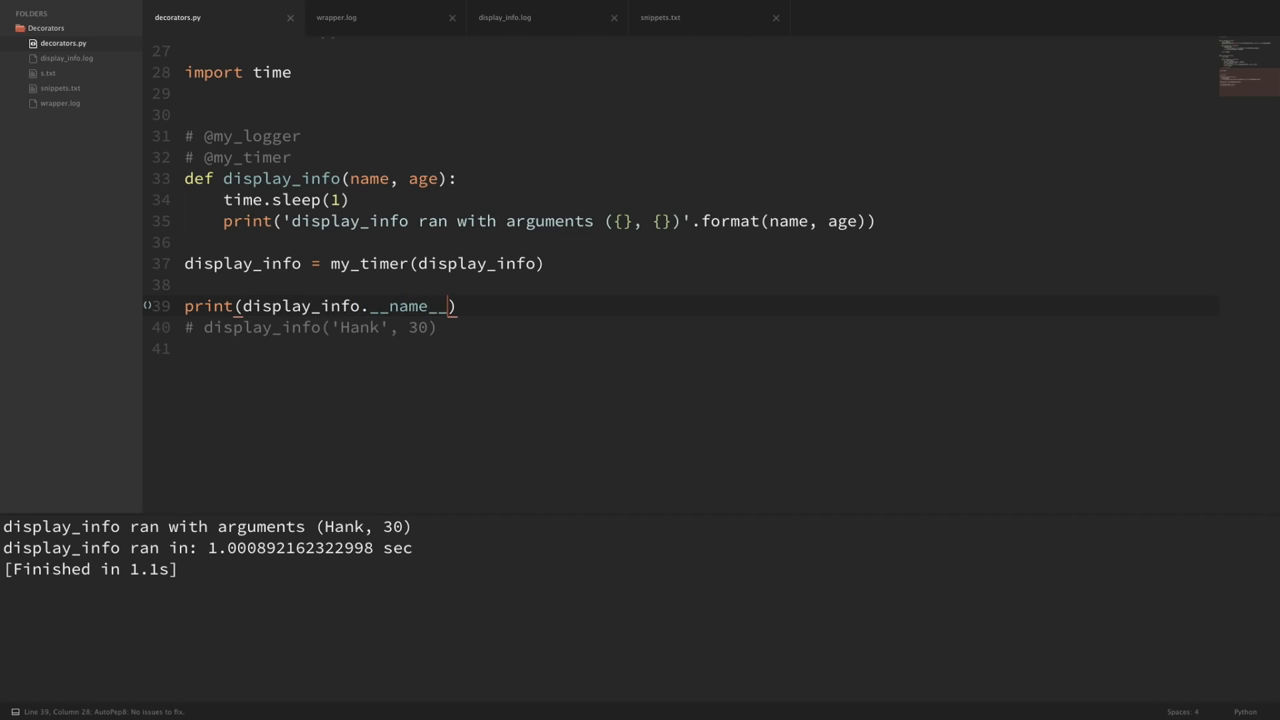 FOLDERS
Decorators
decorators.py
display_info.log
s.txt
snippets.txt
wrapper.log
decorators.py
wrapper.log
display_info.log
snippets.txt
27
28 import time
29
30
31 # @my_logger
32 # @my_timer
33 def display_info(name, age):
34 time.sleep(1)
35 print('display_info ran with arguments ({}, {})'.format(name, age))
36
37 display_info = my_timer(display_info)
38
39 print(display_info.__name__)
40 # display_info('Hank', 30)
41
display_info ran with arguments (Hank, 30)
display_info ran in: 1.000892162322998 sec
[Finished in 1.1s]
Line 39, Column 28; AutoPep8: No issues to fix.
Spaces: 4
Python